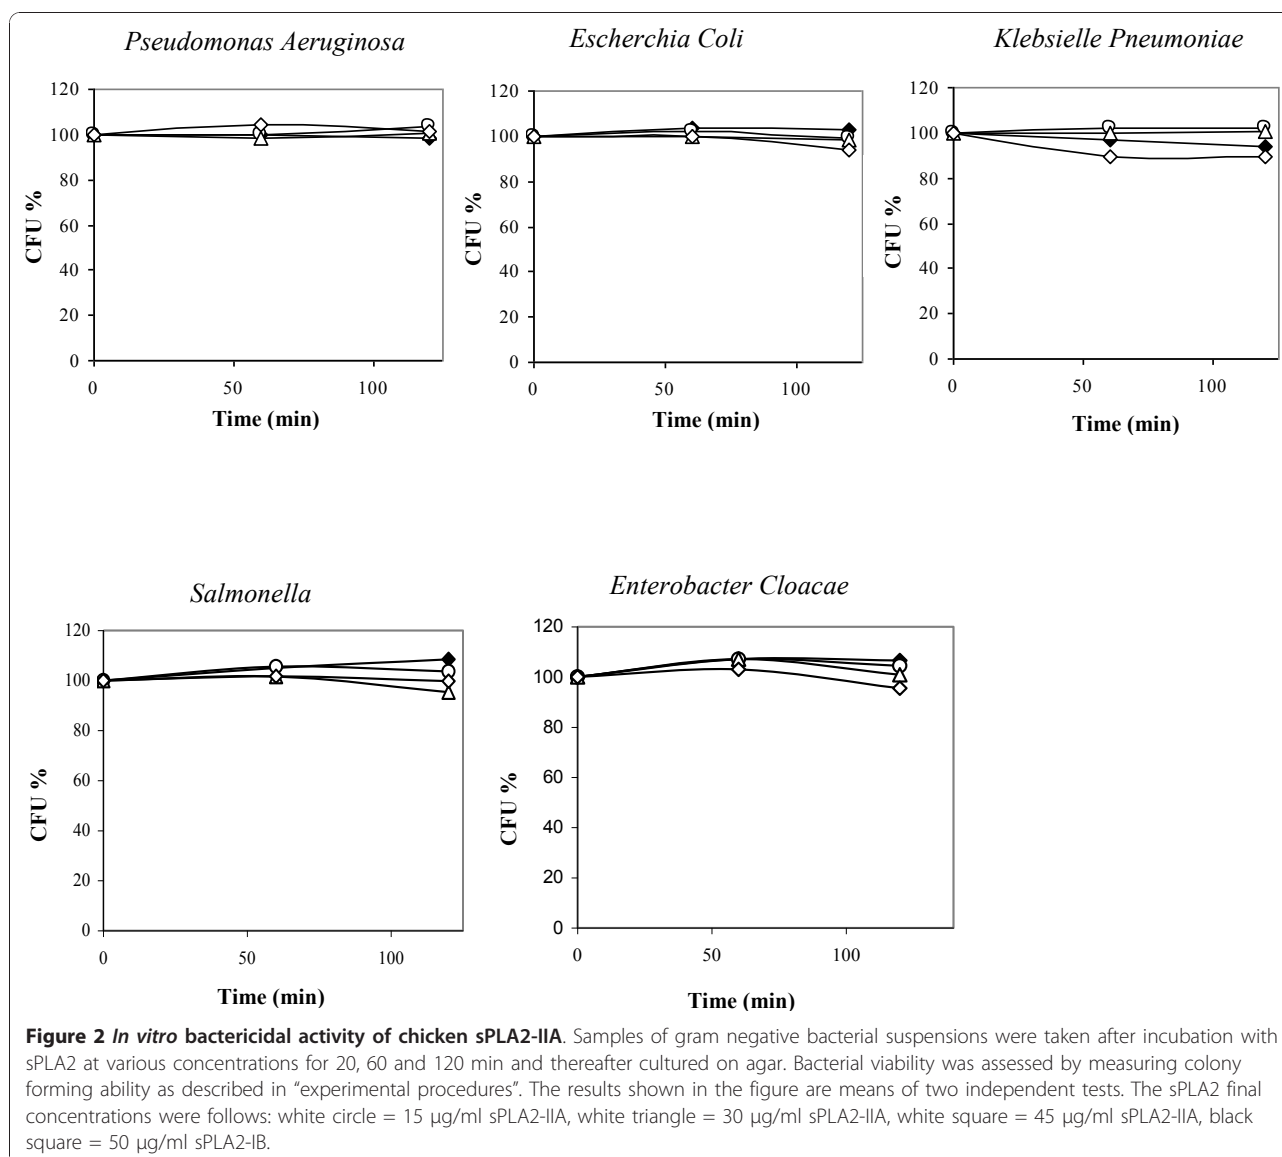 Pseudomonas Aeruginosa
120
100
80
60
40
20
0
CFU %
0 50 100
Time (min)
Escherchia Coli
120
100
80
60
40
20
0
CFU %
0 50 100
Time (min)
Klebsielle Pneumoniae
120
100
80
60
40
20
0
CFU %
0 50 100
Time (min)
Salmonella
120
100
80
60
40
20
0
CFU %
0 50 100
Time (min)
Enterobacter Cloacae
120
100
80
60
40
20
0
CFU %
0 50 100
Time (min)
Figure 2 In vitro bactericidal activity of chicken sPLA2-IIA. Samples of gram negative bacterial suspensions were taken after incubation with
sPLA2 at various concentrations for 20, 60 and 120 min and thereafter cultured on agar. Bacterial viability was assessed by measuring colony
forming ability as described in “experimental procedures”. The results shown in the figure are means of two independent tests. The sPLA2 final
concentrations were follows: white circle = 15 μg/ml sPLA2-IIA, white triangle = 30 μg/ml sPLA2-IIA, white square = 45 μg/ml sPLA2-IIA, black
square = 50 μg/ml sPLA2-IB.